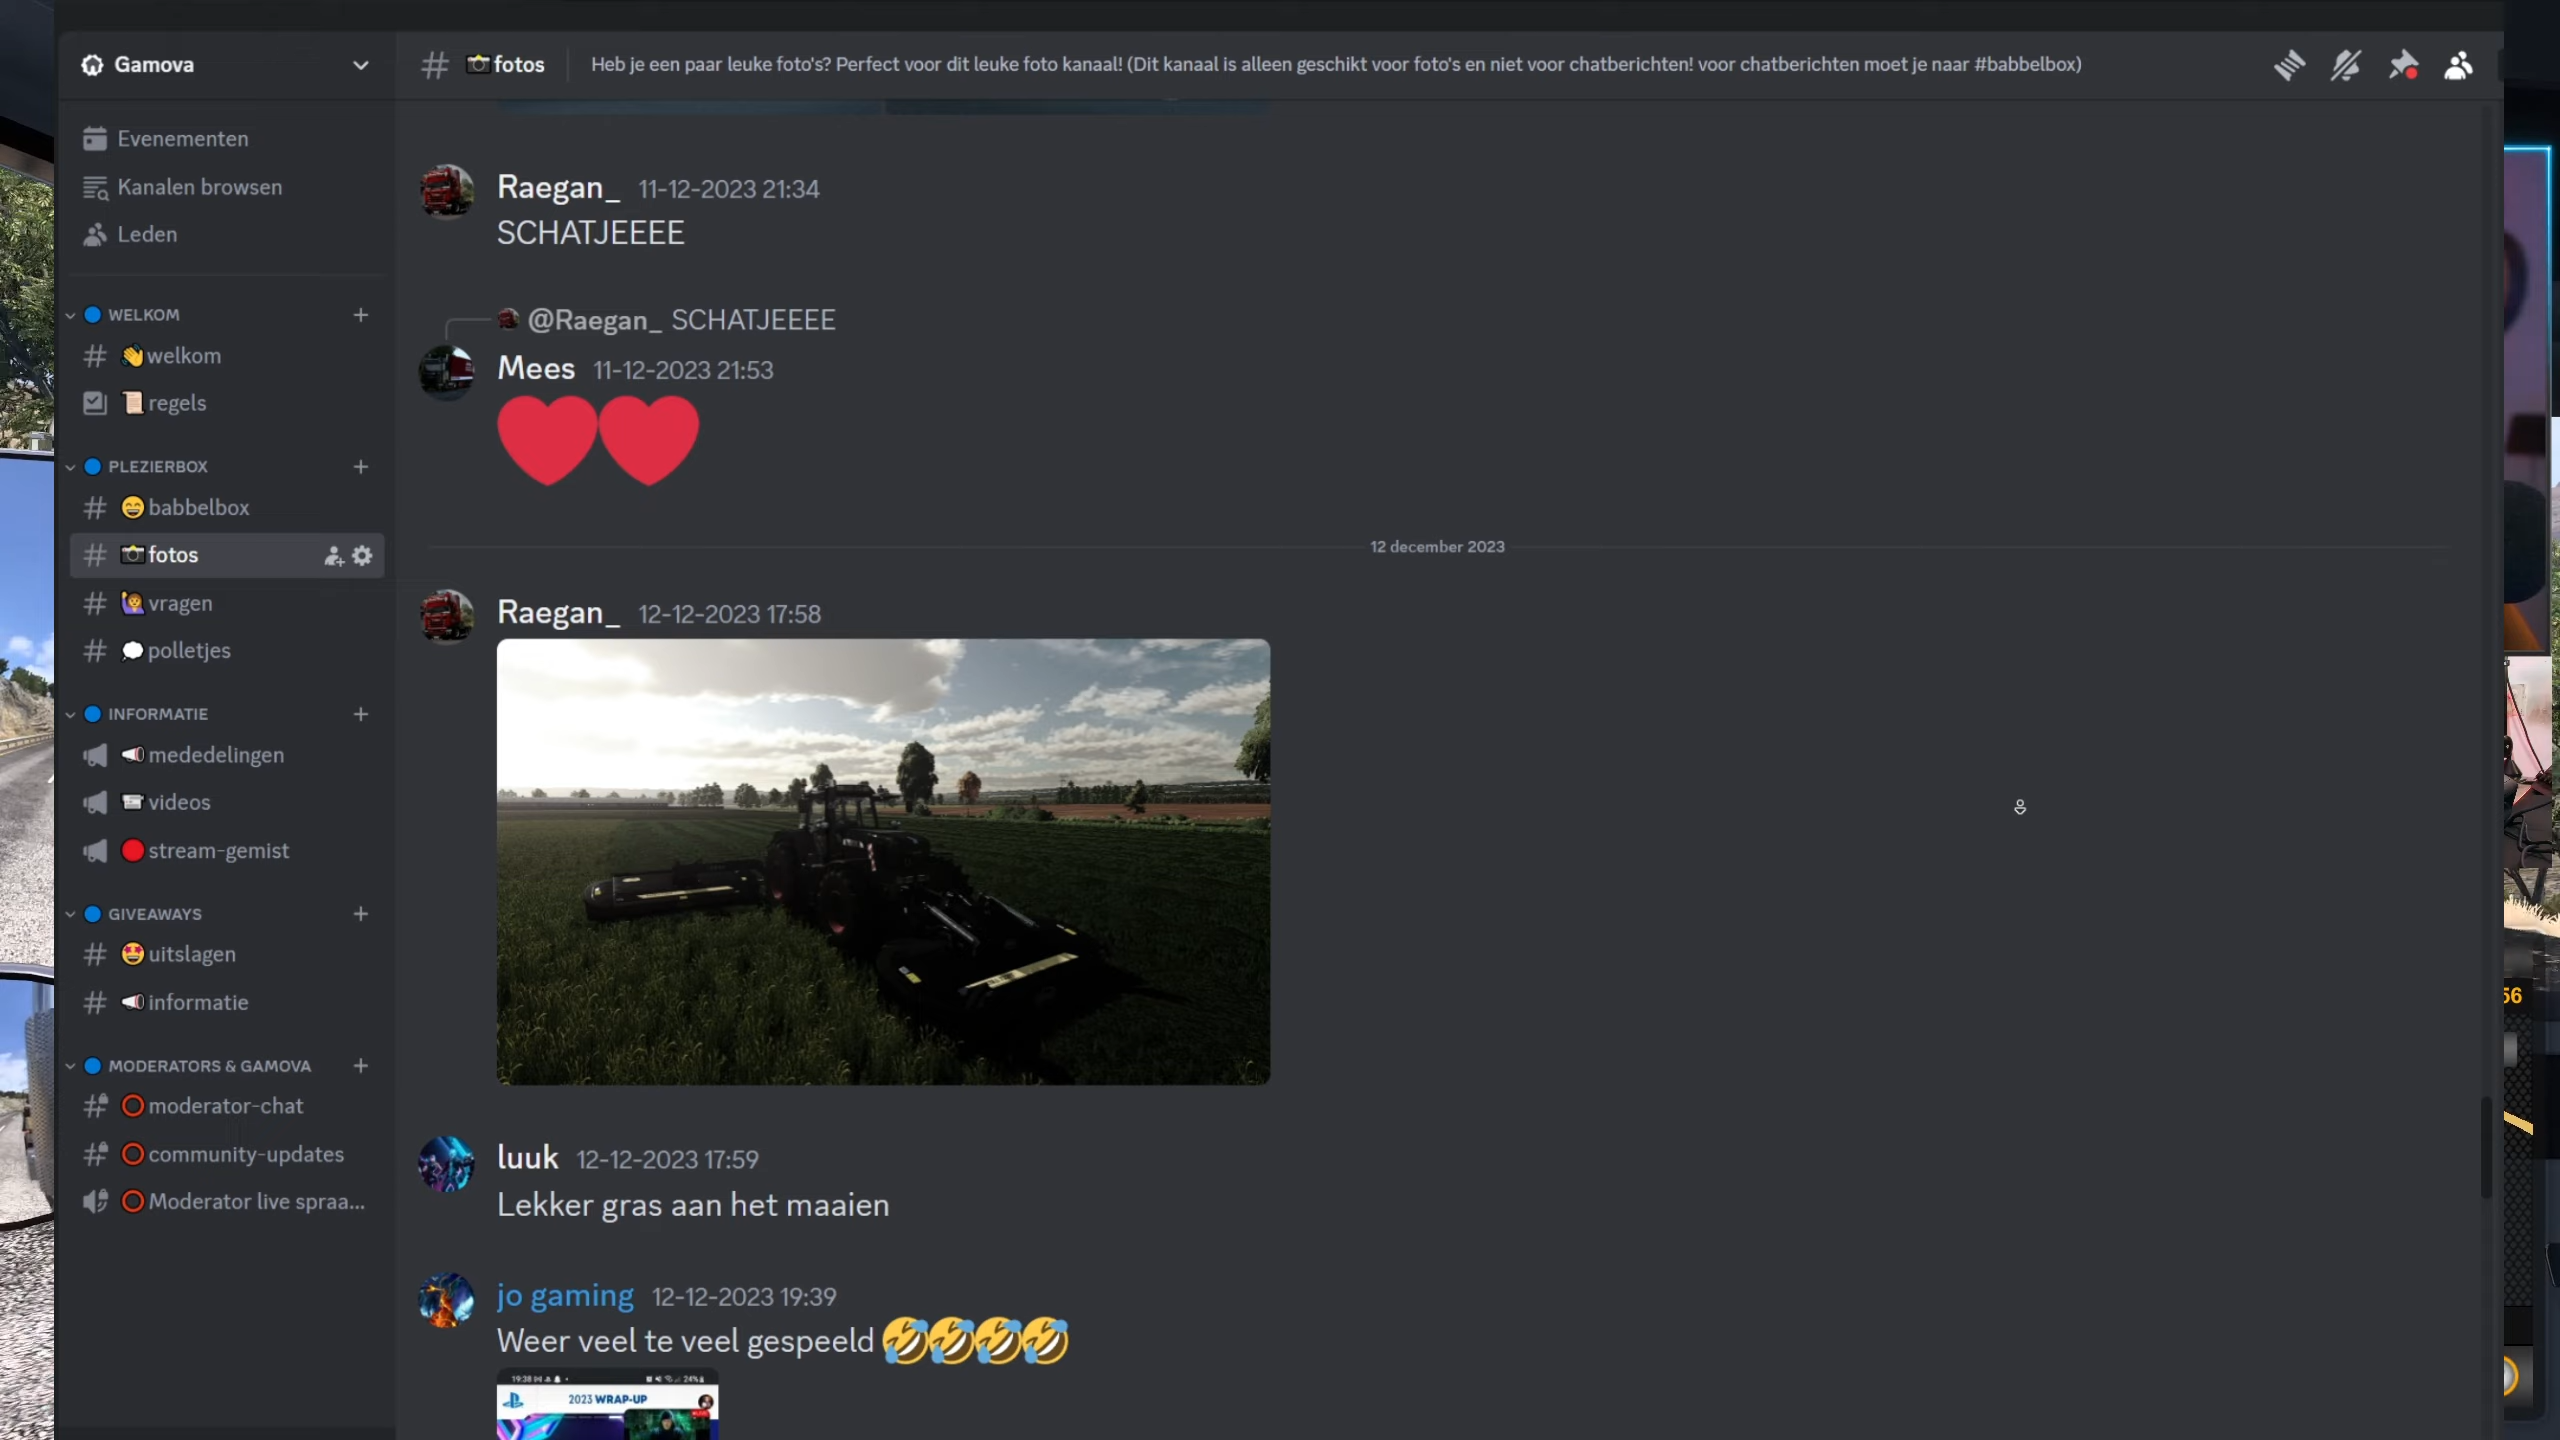 Gamova
Evenementen
Kanalen browsen
Leden
WELKOM
welkom
regels
PLEZIERBOX
babbelbox
fotos
vragen
polletjes
INFORMATIE
mededelingen
videos
stream-gemist
GIVEAWAYS
uitslagen
informatie
MODERATORS & GAMOVA
moderator-chat
community-updates
Moderator live spraa...
fotos
Heb je een paar leuke foto's? Perfect voor dit leuke foto kanaal! (Dit kanaal is alleen geschikt voor foto's en niet voor chatberichten! voor chatberichten moet je naar #babbelbox)
Raegan_ 11-12-2023 21:34
SCHATJEEEE
@Raegan_ SCHATJEEEE
Mees 11-12-2023 21:53
12 december 2023
Raegan_ 12-12-2023 17:58
luuk 12-12-2023 17:59
Lekker gras aan het maaien
jo gaming 12-12-2023 19:39
Weer veel te veel gespeeld 🤣🤣🤣🤣
19:38
24%
2023 WRAP-UP
56